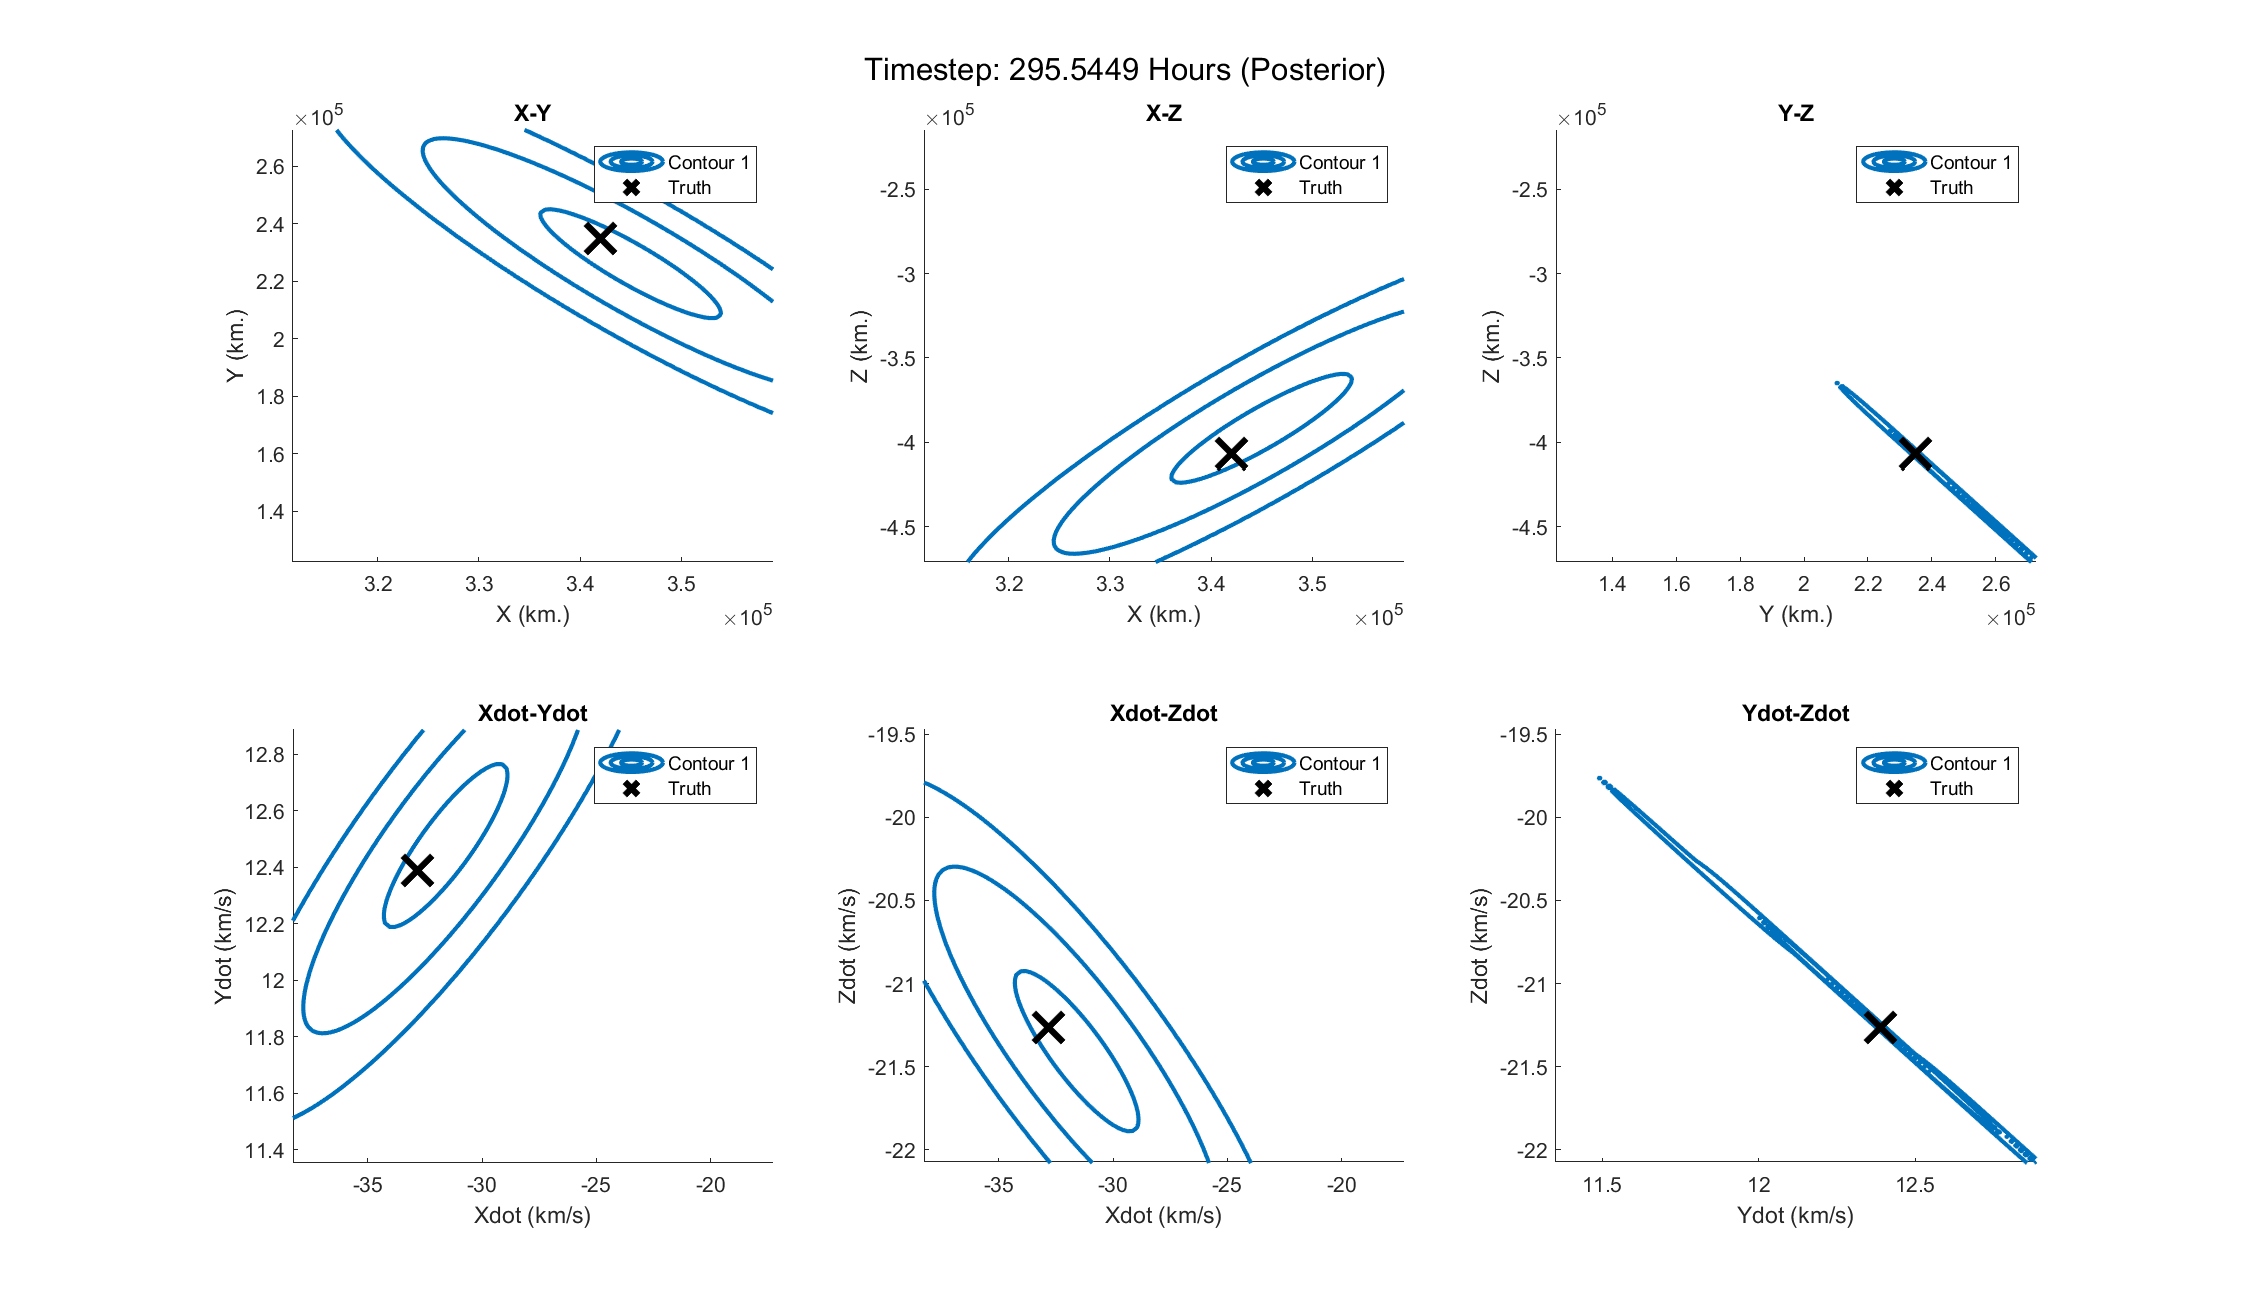 Timestep: 295.5449 Hours (Posterior)
X-Y
×10^5
2.6
2.4
2.2
2
1.8
1.6
1.4
Y (km.)
3.2 3.3 3.4 3.5
X (km.)
×10^5
Contour 1
Truth
X-Z
×10^5
-2.5
-3
-3.5
-4
-4.5
Z (km.)
3.2 3.3 3.4 3.5
X (km.)
×10^5
Contour 1
Truth
Y-Z
×10^5
-2.5
-3
-3.5
-4
-4.5
Z (km.)
1.4 1.6 1.8 2 2.2 2.4 2.6
Y (km.)
×10^5
Contour 1
Truth
Xdot-Ydot
12.8
12.6
12.4
12.2
12
11.8
11.6
11.4
Ydot (km/s)
-35 -30 -25 -20
Xdot (km/s)
Contour 1
Truth
Xdot-Zdot
-19.5
-20
-20.5
-21
-21.5
-22
Zdot (km/s)
-35 -30 -25 -20
Xdot (km/s)
Contour 1
Truth
Ydot-Zdot
-19.5
-20
-20.5
-21
-21.5
-22
Zdot (km/s)
11.5 12 12.5
Ydot (km/s)
Contour 1
Truth